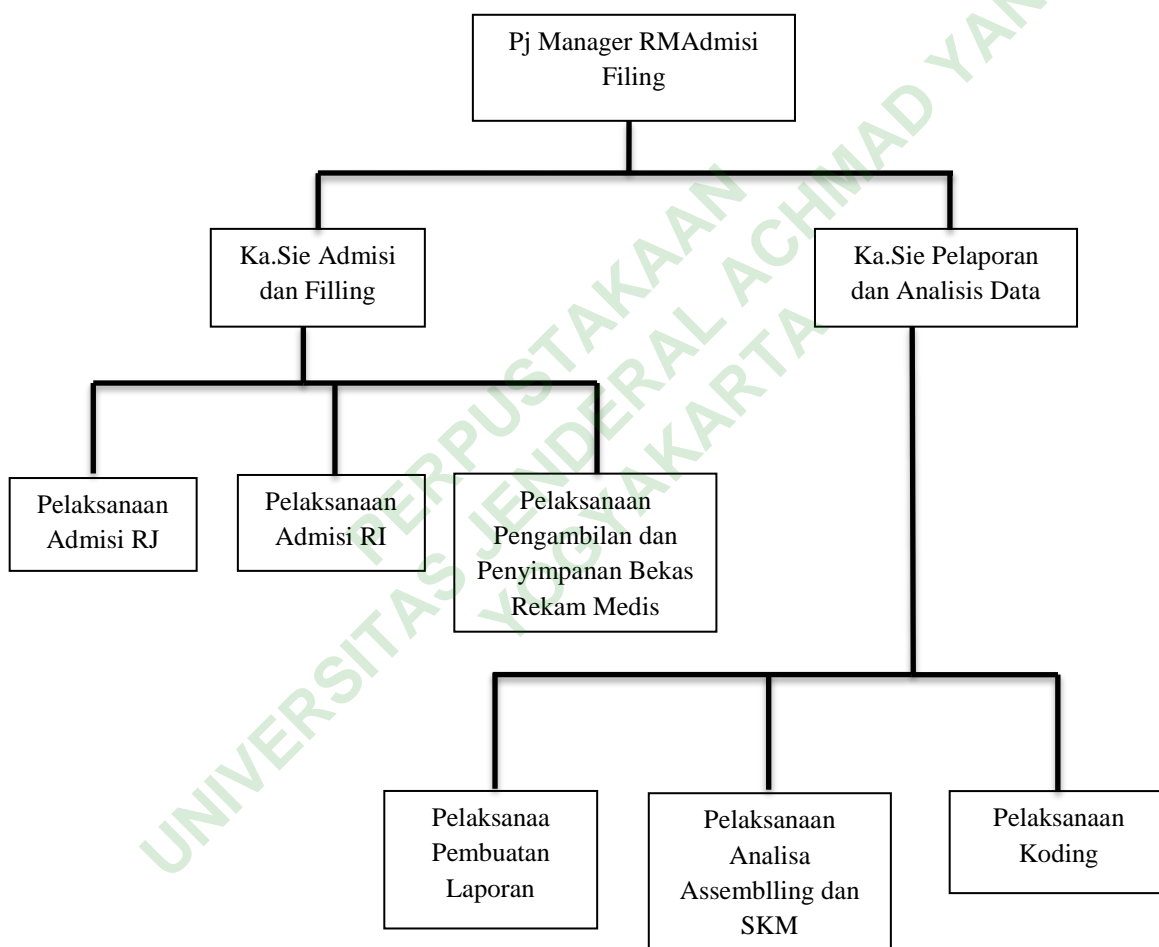 Pj Manager RMAdmisi
Filing
Ka.Sie Admisi
dan Filling
Ka.Sie Pelaporan
dan Analisis Data
Pelaksanaan
Admisi RJ
Pelaksanaan
Admisi RI
Pelaksanaan
Pengambilan dan
Penyimpanan Bekas
Rekam Medis
Pelaksanaa
Pembuatan
Laporan
Pelaksanaan
Analisa
Assemblling dan
SKM
Pelaksanaan
Koding
PERPUSTAKAAN
UNIVERSITAS JENDERAL ACHMAD YAN
YOGYAKARTA